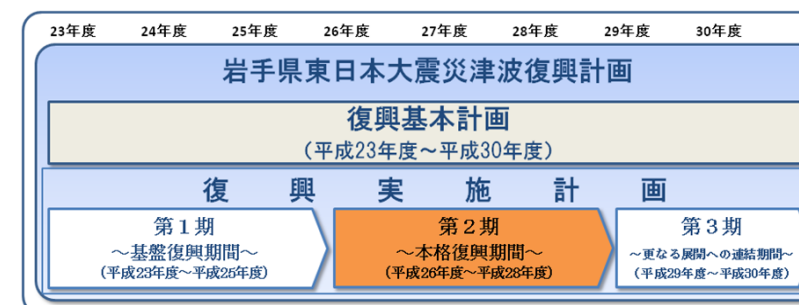 23年度 24年度 25年度 26年度 27年度 28年度 29年度 30年度
岩手県東日本大震災津波復興計画
復興基本計画
（平成23年度～平成30年度）
復興実施計画
第１期
～基盤復興期間～
（平成23年度～平成25年度）
第２期
～本格復興期間～
（平成26年度～平成28年度）
第３期
～更なる展開への連結期間～
（平成29年度～平成30年度）